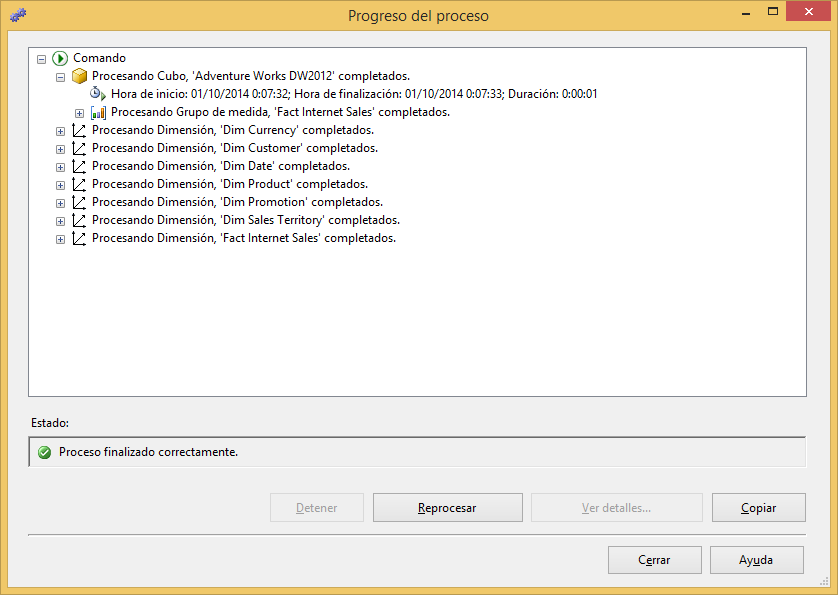 Progreso del proceso
Comando
Procesando Cubo, 'Adventure Works DW2012' completados.
Hora de inicio: 01/10/2014 0:07:32; Hora de finalización: 01/10/2014 0:07:33; Duración: 0:00:01
Procesando Grupo de medida, 'Fact Internet Sales' completados.
Procesando Dimensión, 'Dim Currency' completados.
Procesando Dimensión, 'Dim Customer' completados.
Procesando Dimensión, 'Dim Date' completados.
Procesando Dimensión, 'Dim Product' completados.
Procesando Dimensión, 'Dim Promotion' completados.
Procesando Dimensión, 'Dim Sales Territory' completados.
Procesando Dimensión, 'Fact Internet Sales' completados.
Estado:
Proceso finalizado correctamente.
Detener Reprocesar Ver detalles... Copiar
Cerrar Ayuda